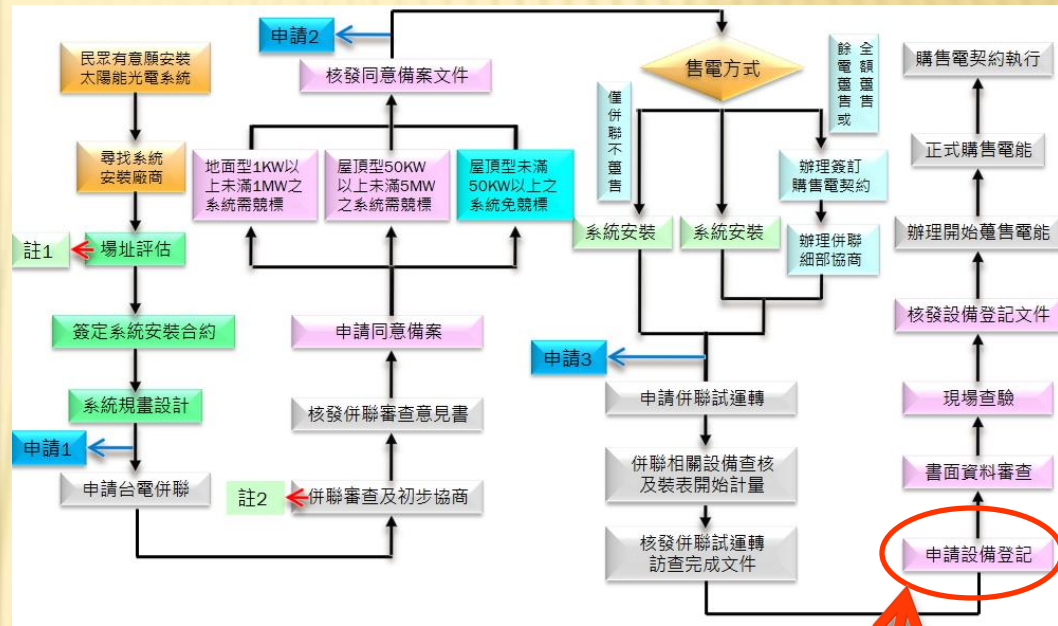 民眾有意願安裝
太陽能光電系統
尋找系統
安裝廠商
註1
場址評估
簽定系統安裝合約
系統規畫設計
申請1
申請台電併聯
申請2
核發同意備案文件
地面型1KW以
上未滿1MW之
系統需競標
屋頂型50KW
以上未滿5MW
之系統需競標
屋頂型未滿
50KW以上之
系統免競標
申請同意備案
核發併聯審查意見書
註2
併聯審查及初步協商
售電方式
僅併聯不躉售
全額躉售
餘電躉售或
辦理簽訂
購售電契約
系統安裝
系統安裝
辦理併聯
細部協商
申請3
申請併聯試運轉
併聯相關設備查核
及裝表開始計量
核發併聯試運轉
訪查完成文件
購售電契約執行
正式購售電能
辦理開始躉售電能
核發設備登記文件
現場查驗
書面資料審查
申請設備登記